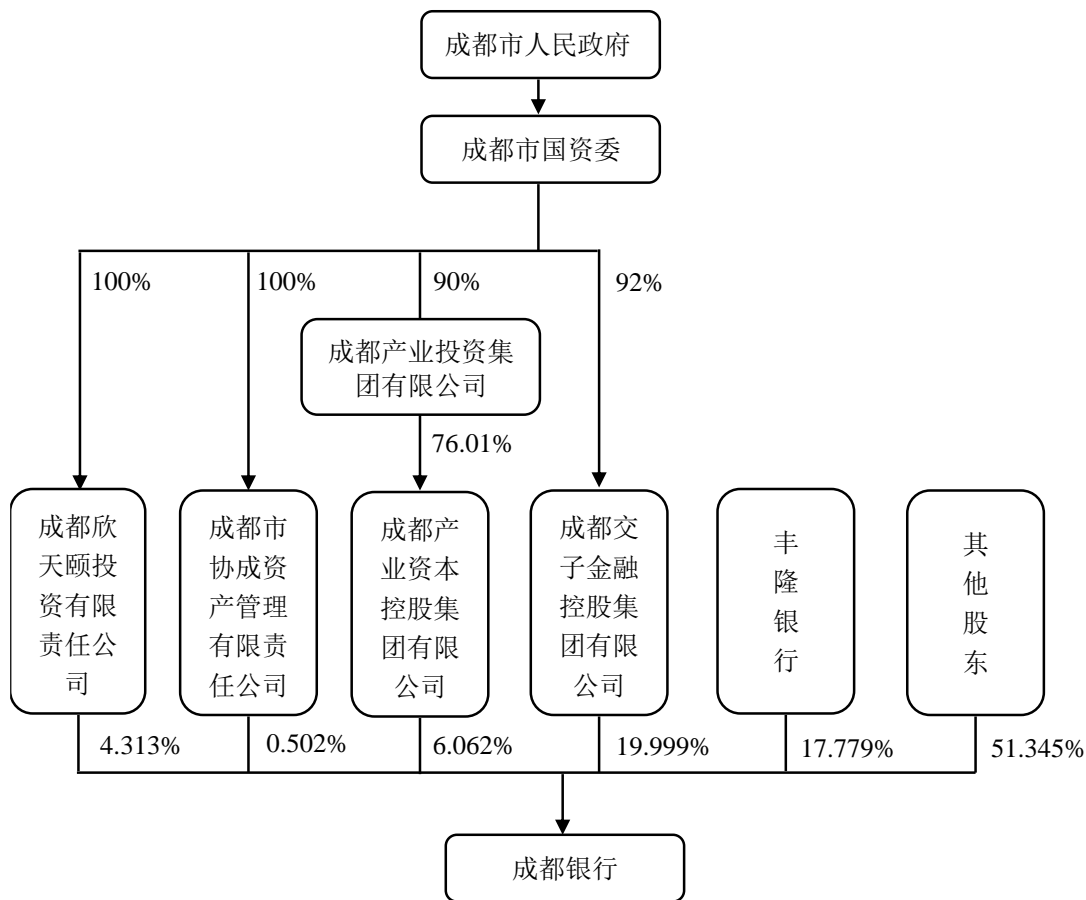 成都市人民政府
成都市国资委
100%
100%
90%
92%
成都产业投资集
团有限公司
76.01%
成都欣
天颐投
资有限
责任公
司
成都市
协成资
产管理
有限责
任公司
成都产
业资本
控股集
团有限
公司
成都交
子金融
控股集
团有限
公司
丰
隆
银
行
其
他
股
东
4.313%
0.502%
6.062%
19.999%
17.779%
51.345%
成都银行